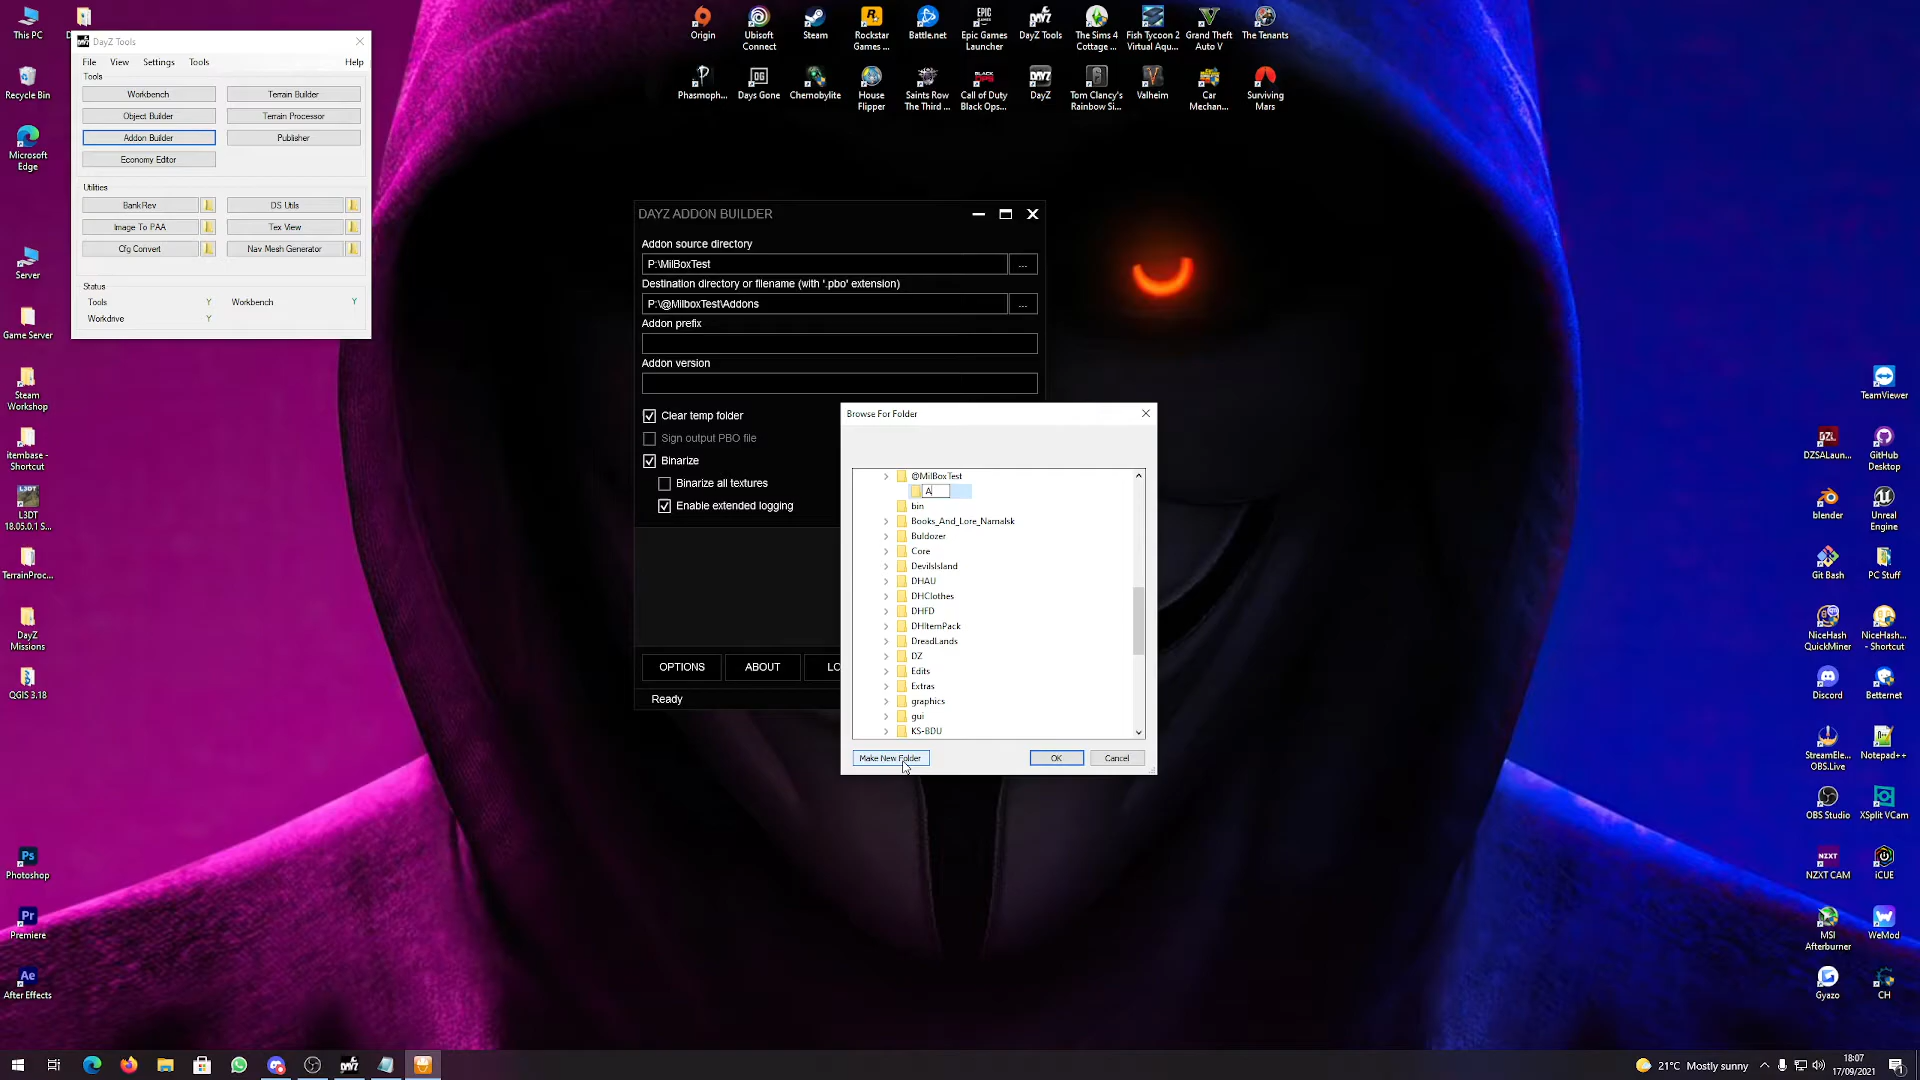 This PC
D
Recycle Bin
Microsoft
Edge
Server
Game Server
Steam
Workshop
itembase -
Shortcut
L3DT
18.05.0.1 S...
TerrainProc...
DayZ
Missions
QGIS 3.18
Photoshop
Premiere
After Effects
DayZ Tools
File
View
Settings
Tools
Help
Tools
Workbench
Terrain Builder
Object Builder
Terrain Processor
Addon Builder
Publisher
Economy Editor
Utilities
BankRev
DS Utils
Image To PAA
Tex View
Cfg Convert
Nav Mesh Generator
Status
Tools
Y
Workbench
Y
Workdrive
Y
Origin
Ubisoft
Connect
Steam
Rockstar
Games ...
Battle.net
Epic Games
Launcher
DayZ Tools
The Sims 4
Cottage ...
Fish Tycoon 2
Virtual Aqu...
Grand Theft
Auto V
The Tenants
Phasmoph...
Days Gone
Chernobylite
House
Flipper
Saints Row
The Third ...
Call of Duty
Black Ops...
DayZ
Tom Clancy's
Rainbow Si...
Valheim
Car
Mechan...
Surviving
Mars
DAYZ ADDON BUILDER
Addon source directory
P:\MilBoxTest
...
Destination directory or filename (with '.pbo' extension)
P:\@MilboxTest\Addons
...
Addon prefix
Addon version
Clear temp folder
Sign output PBO file
Binarize
Binarize all textures
Enable extended logging
OPTIONS
ABOUT
LO
Ready
Browse For Folder
@MilBoxTest
A
bin
Books_And_Lore_Namalsk
Buldozer
Core
DevilsIsland
DHAU
DHClothes
DHFD
DHItemPack
DreadLands
DZ
Edits
Extras
graphics
gui
KS-BDU
Make New Folder
OK
Cancel
TeamViewer
DZSALaun...
GitHub
Desktop
blender
Unreal
Engine
Git Bash
PC Stuff
NiceHash
QuickMiner
NiceHash...
- Shortcut
Discord
Betternet
StreamEle...
OBS.Live
Notepad++
OBS Studio
XSplit VCam
NZXT CAM
iCUE
MSI
Afterburner
WeMod
Gyazo
CH
21°C Mostly sunny
18:07
17/09/2021